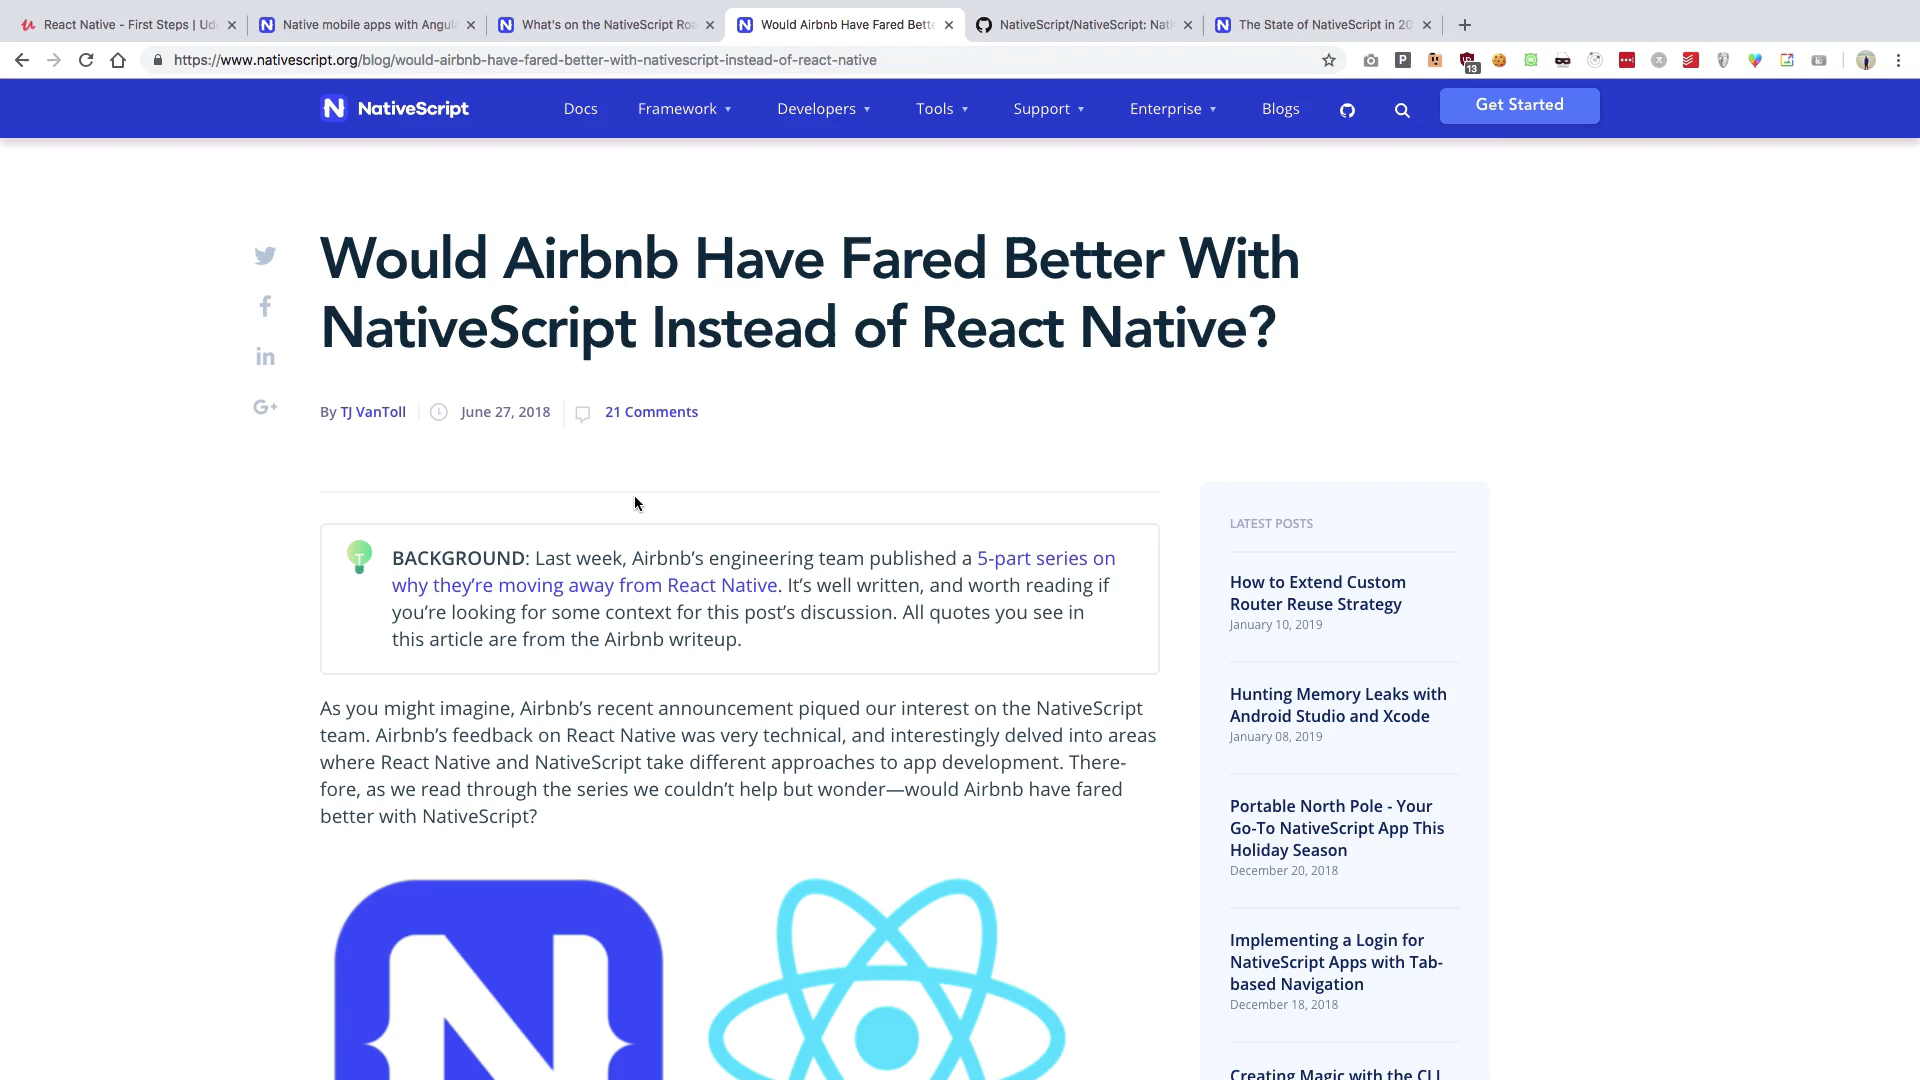 React Native - First Steps | Ud
Native mobile apps with Angula
What's on the NativeScript Roa
Would Airbnb Have Fared Bette
NativeScript/NativeScript: Nati
The State of NativeScript in 20
https://www.nativescript.org/blog/would-airbnb-have-fared-better-with-nativescript-instead-of-react-native
13
NativeScript
Docs
Framework
Developers
Tools
Support
Enterprise
Blogs
Get Started
Would Airbnb Have Fared Better With
NativeScript Instead of React Native?
By TJ VanToll
June 27, 2018
21 Comments
BACKGROUND: Last week, Airbnb’s engineering team published a 5-part series on
why they’re moving away from React Native. It’s well written, and worth reading if
you’re looking for some context for this post’s discussion. All quotes you see in
this article are from the Airbnb writeup.
As you might imagine, Airbnb’s recent announcement piqued our interest on the NativeScript
team. Airbnb’s feedback on React Native was very technical, and interestingly delved into areas
where React Native and NativeScript take different approaches to app development. There-
fore, as we read through the series we couldn’t help but wonder—would Airbnb have fared
better with NativeScript?
LATEST POSTS
How to Extend Custom
Router Reuse Strategy
January 10, 2019
Hunting Memory Leaks with
Android Studio and Xcode
January 08, 2019
Portable North Pole - Your
Go-To NativeScript App This
Holiday Season
December 20, 2018
Implementing a Login for
NativeScript Apps with Tab-
based Navigation
December 18, 2018
Creating Magic with the CLI